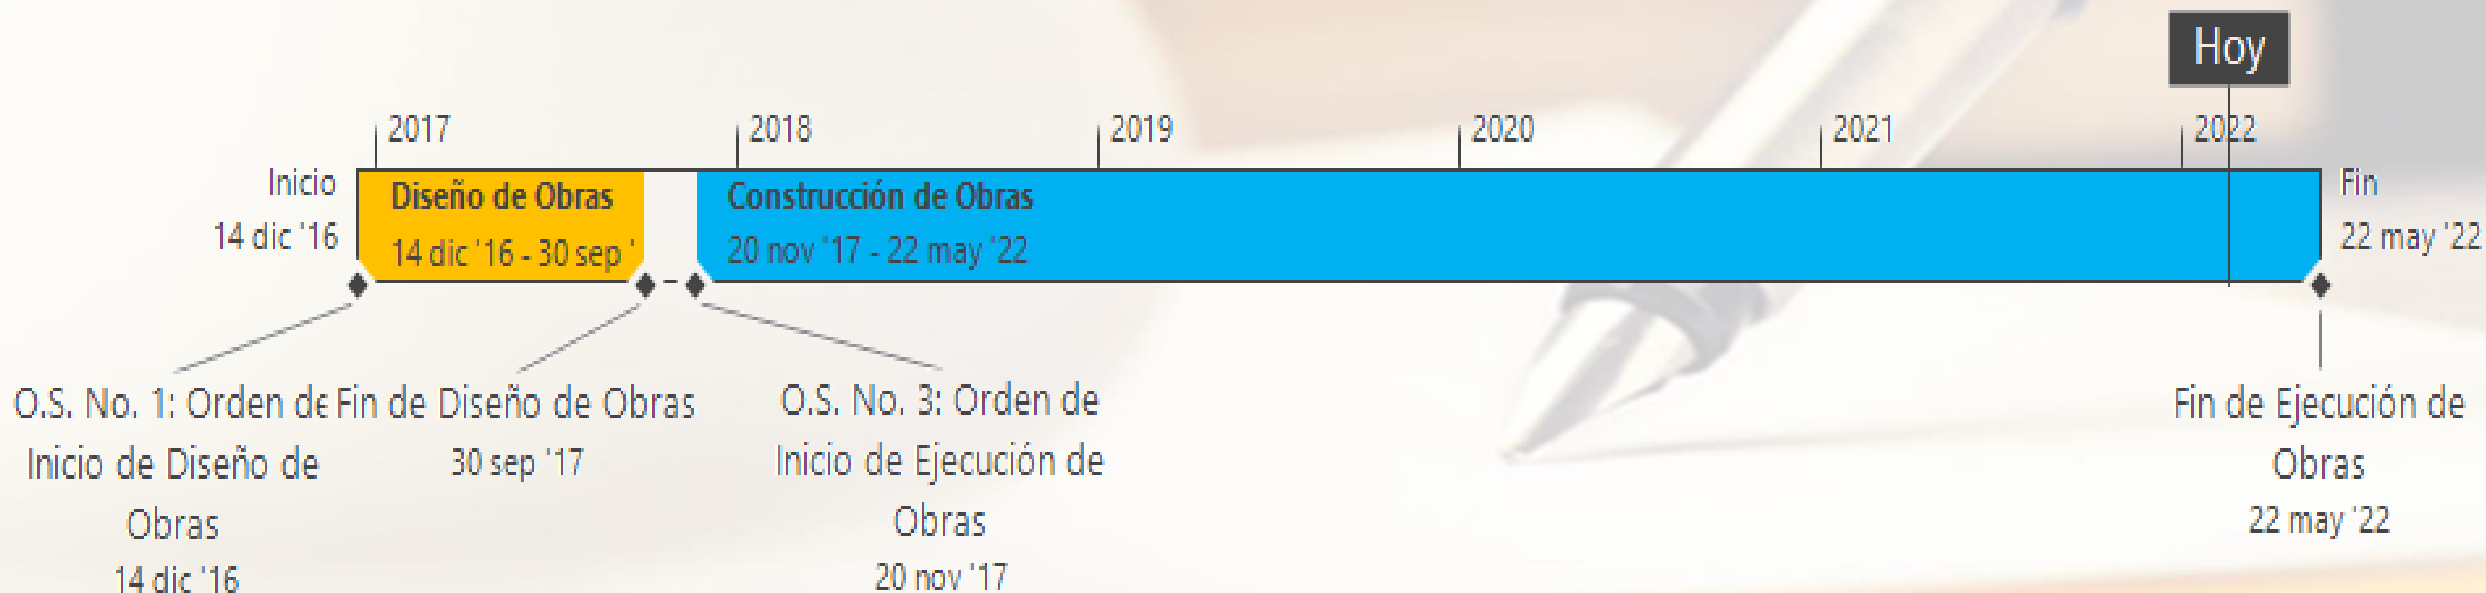 Hoy
2017 2018 2019 2020 2021 2022
Inicio
14 dic '16
Diseño de Obras
14 dic '16 - 30 sep '
Construcción de Obras
20 nov '17 - 22 may '22
Fin
22 may '22
O.S. No. 1: Orden de
Inicio de Diseño de
Obras
14 dic '16
Fin de Diseño de Obras
30 sep '17
O.S. No. 3: Orden de
Inicio de Ejecución de
Obras
20 nov '17
Fin de Ejecución de
Obras
22 may '22